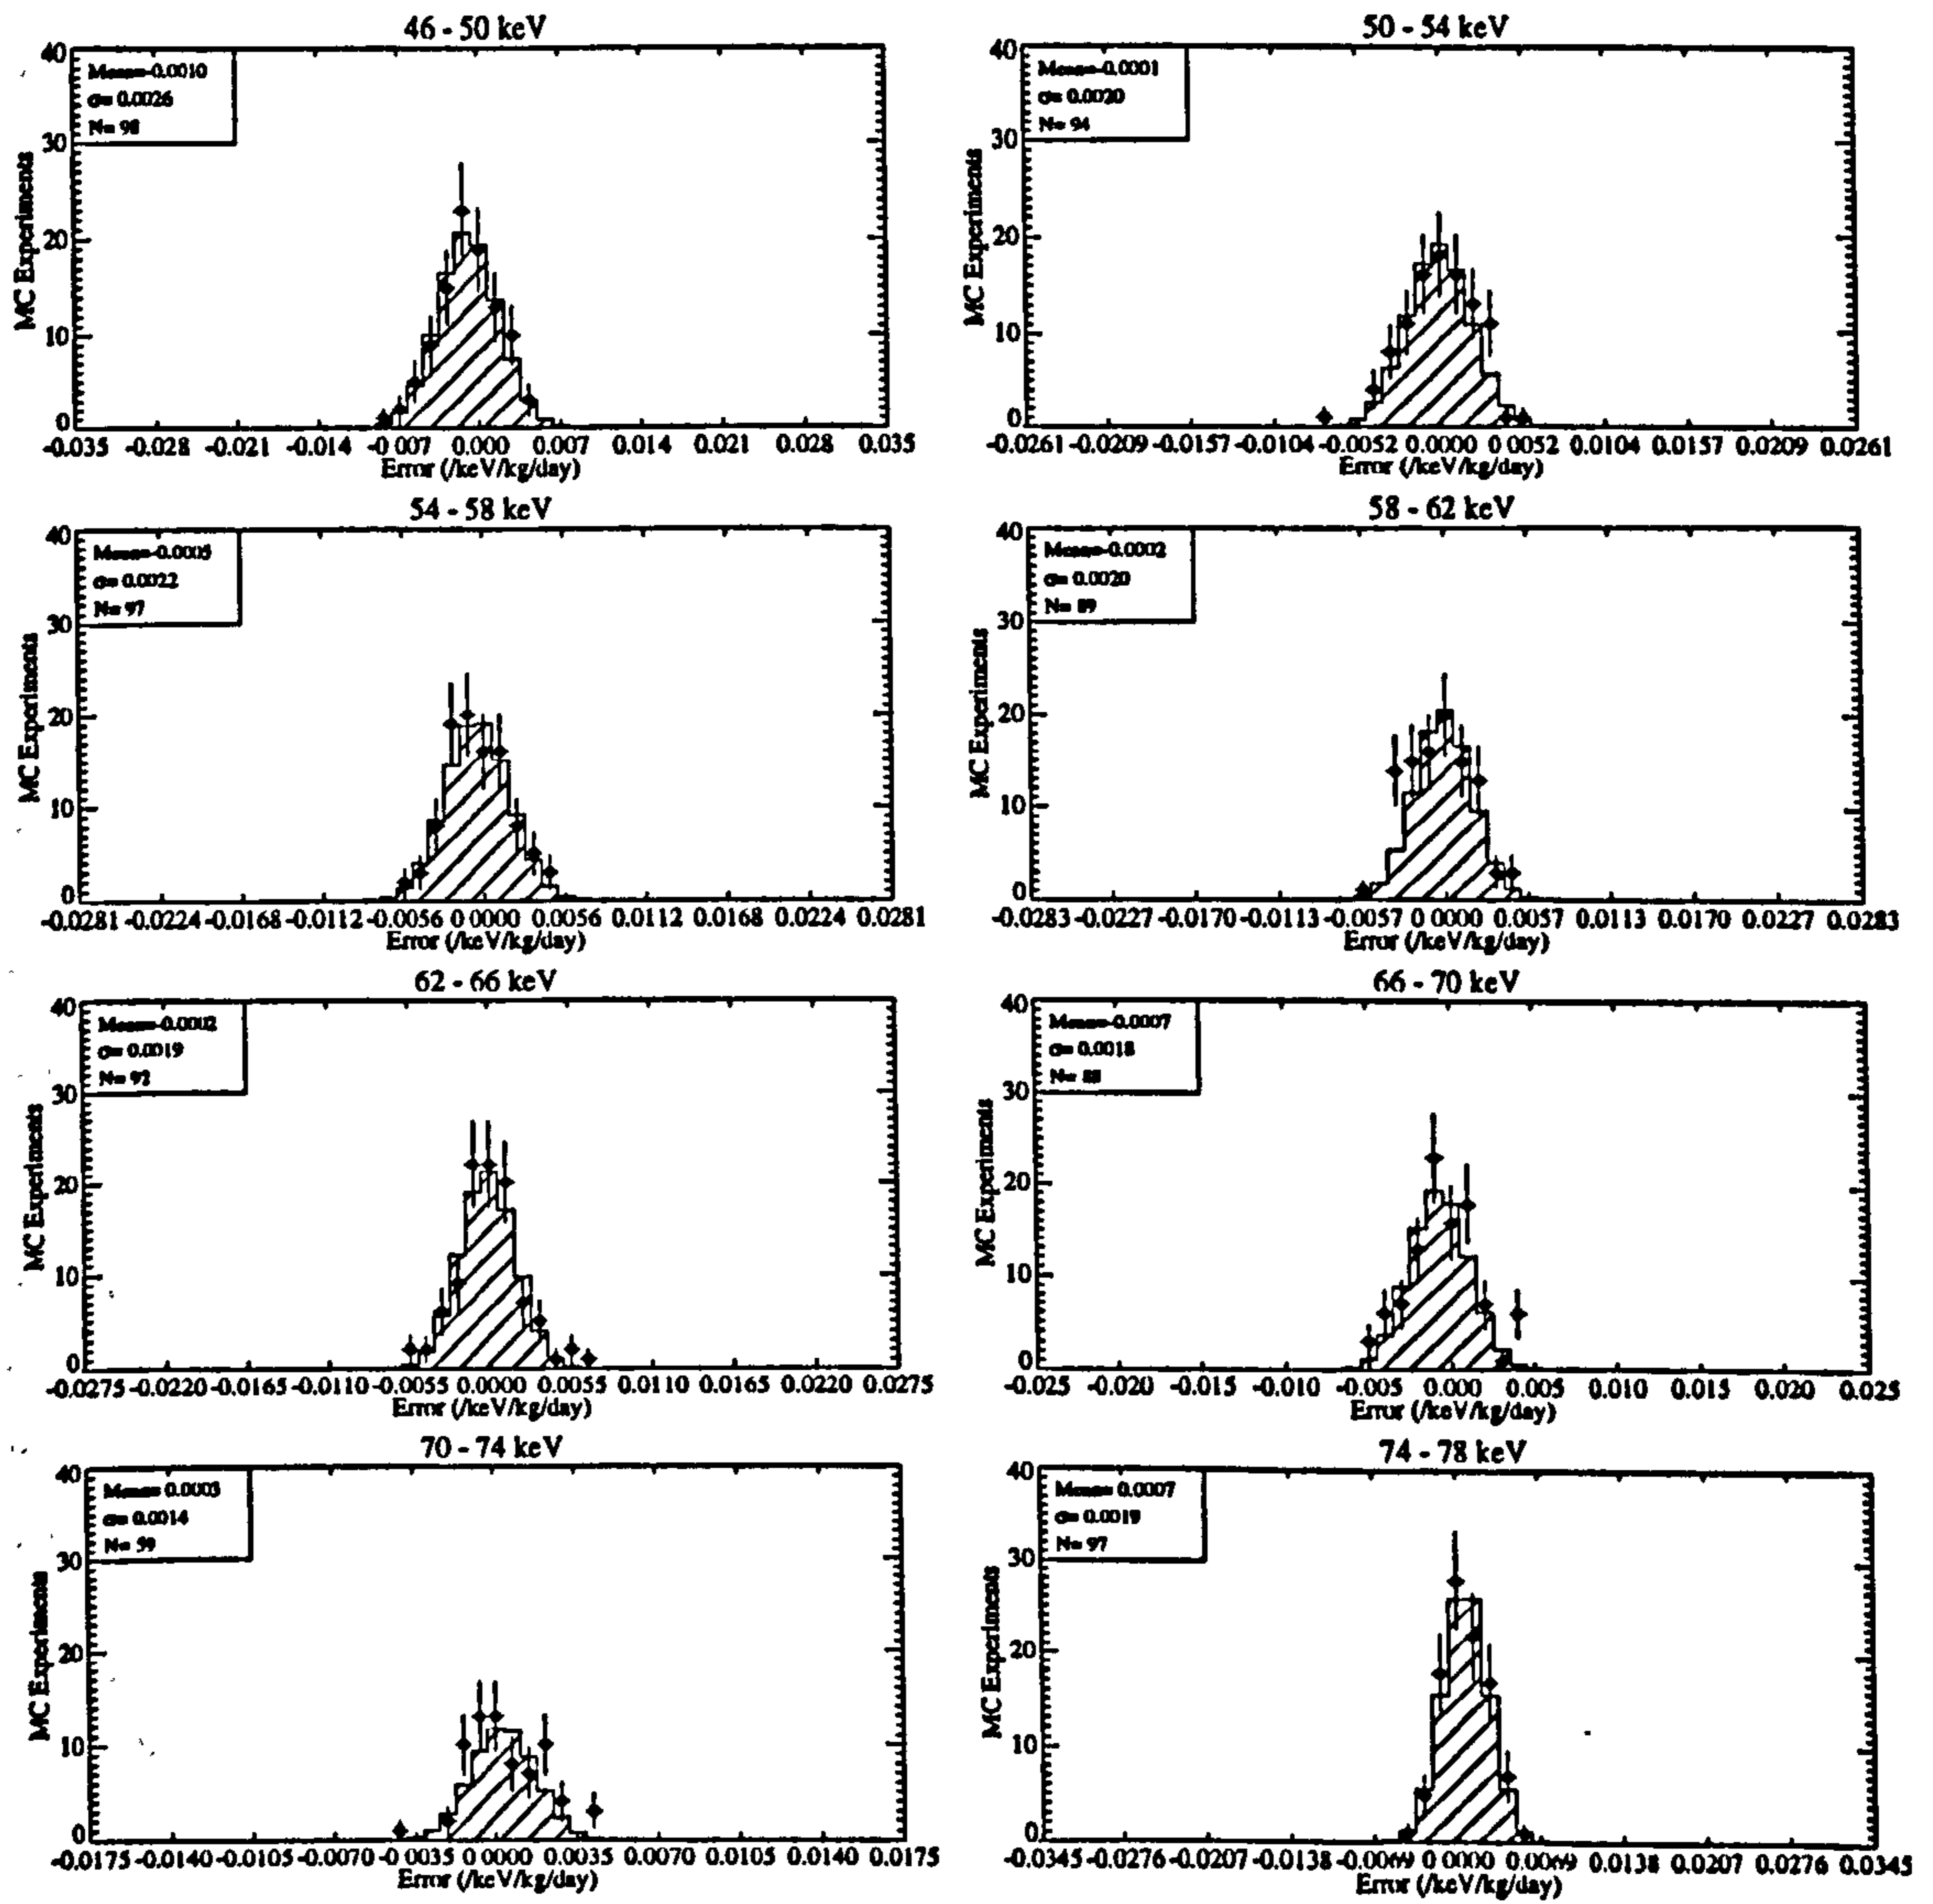 46 - 50 keV
40
30
20
10
0
Mean=-0.0010
σ= 0.0026
N= 98
MC Experiments
-0.035 -0.028 -0.021 -0.014 -0.007 0.000 0.007 0.014 0.021 0.028 0.035
Error (/keV/kg/day)
50 - 54 keV
40
30
20
10
0
Mean=-0.0001
σ= 0.0020
N= 94
MC Experiments
-0.0261 -0.0209 -0.0157 -0.0104 -0.0052 0.0000 0.0052 0.0104 0.0157 0.0209 0.0261
Error (/keV/kg/day)
54 - 58 keV
40
30
20
10
0
Mean=-0.0005
σ= 0.0022
N= 97
MC Experiments
-0.0281 -0.0224 -0.0168 -0.0112 -0.0056 0.0000 0.0056 0.0112 0.0168 0.0224 0.0281
Error (/keV/kg/day)
58 - 62 keV
40
30
20
10
0
Mean=-0.0002
σ= 0.0020
N= 89
MC Experiments
-0.0283 -0.0227 -0.0170 -0.0113 -0.0057 0.0000 0.0057 0.0113 0.0170 0.0227 0.0283
Error (/keV/kg/day)
62 - 66 keV
40
30
20
10
0
Mean=-0.0002
σ= 0.0019
N= 92
MC Experiments
-0.0275 -0.0220 -0.0165 -0.0110 -0.0055 0.0000 0.0055 0.0110 0.0165 0.0220 0.0275
Error (/keV/kg/day)
66 - 70 keV
40
30
20
10
0
Mean=-0.0007
σ= 0.0018
N=
MC Experiments
-0.025 -0.020 -0.015 -0.010 -0.005 0.000 0.005 0.010 0.015 0.020 0.025
Error (/keV/kg/day)
70 - 74 keV
40
30
20
10
0
Mean= 0.0003
σ= 0.0014
N= 59
MC Experiments
-0.0175 -0.0140 -0.0105 -0.0070 -0.0035 0.0000 0.0035 0.0070 0.0105 0.0140 0.0175
Error (/keV/kg/day)
74 - 78 keV
40
30
20
10
0
Mean= 0.0007
σ= 0.0019
N= 97
MC Experiments
-0.0345 -0.0276 -0.0207 -0.0138 -0.0069 0.0000 0.0069 0.0138 0.0207 0.0276 0.0345
Error (/keV/kg/day)